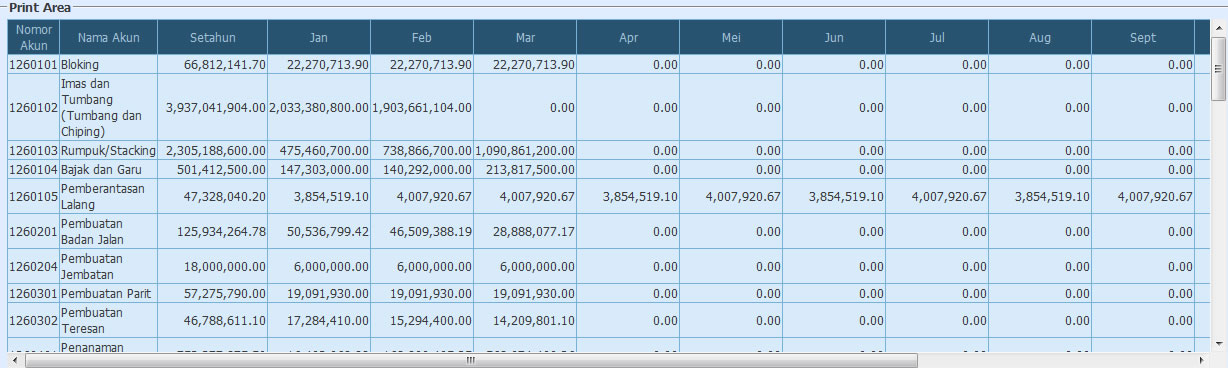 Print Area
Nomor Akun Nama Akun Setahun Jan Feb Mar Apr Mei Jun Jul Aug Sept
1260101 Bloking 66,812,141.70 22,270,713.90 22,270,713.90 22,270,713.90 0.00 0.00 0.00 0.00 0.00 0.00
1260102 Imas dan Tumbang (Tumbang dan Chiping) 3,937,041,904.00 2,033,380,800.00 1,903,661,104.00 0.00 0.00 0.00 0.00 0.00 0.00 0.00
1260103 Rumpuk/Stacking 2,305,188,600.00 475,460,700.00 738,866,700.00 1,090,861,200.00 0.00 0.00 0.00 0.00 0.00 0.00
1260104 Bajak dan Garu 501,412,500.00 147,303,000.00 140,292,000.00 213,817,500.00 0.00 0.00 0.00 0.00 0.00 0.00
1260105 Pemberantasan Lalang 47,328,040.20 3,854,519.10 4,007,920.67 4,007,920.67 3,854,519.10 4,007,920.67 3,854,519.10 4,007,920.67 3,854,519.10 4,007,920.67
1260201 Pembuatan Badan Jalan 125,934,264.78 50,536,799.42 46,509,388.19 28,888,077.17 0.00 0.00 0.00 0.00 0.00 0.00
1260204 Pembuatan Jembatan 18,000,000.00 6,000,000.00 6,000,000.00 6,000,000.00 0.00 0.00 0.00 0.00 0.00 0.00
1260301 Pembuatan Parit 57,275,790.00 19,091,930.00 19,091,930.00 19,091,930.00 0.00 0.00 0.00 0.00 0.00 0.00
1260302 Pembuatan Teresan 46,788,611.10 17,284,410.00 15,294,400.00 14,209,801.10 0.00 0.00 0.00 0.00 0.00 0.00
Penanaman